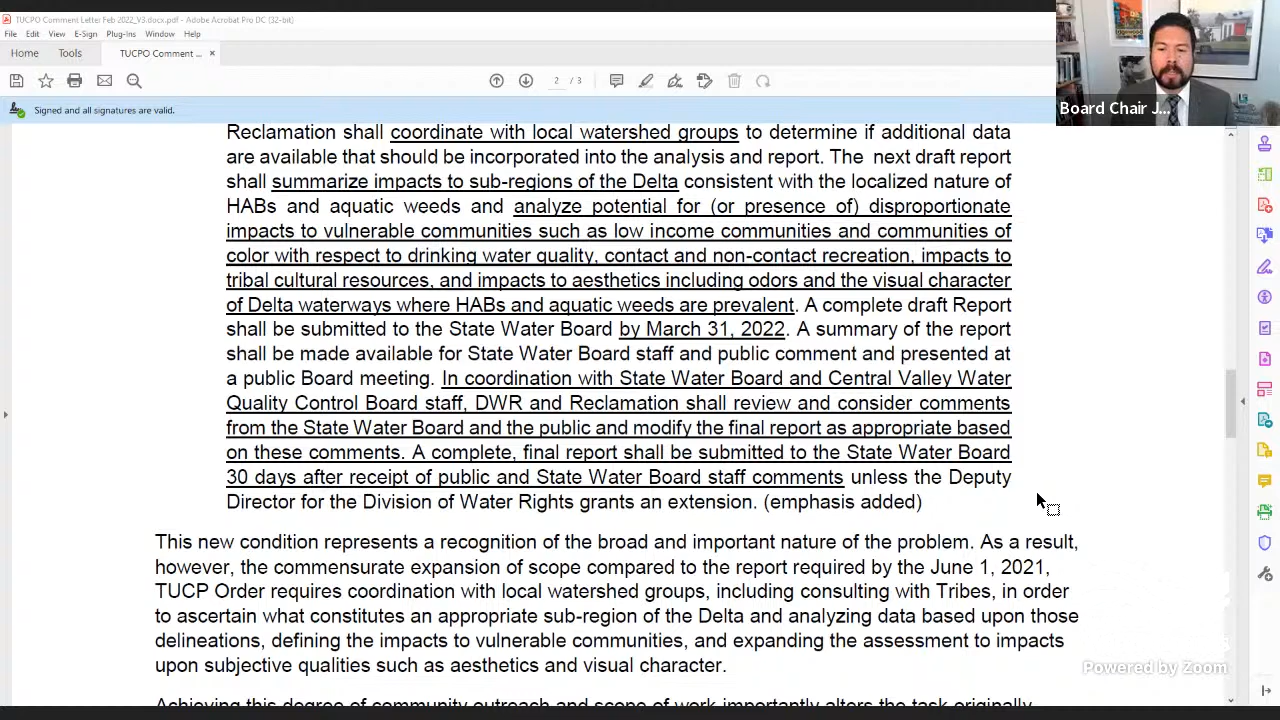 TUCPO Comment Letter Feb 2022_V3.docx.pdf - Adobe Acrobat Pro DC (32-bit)
File Edit View E-Sign Plug-Ins Window Help
Home Tools TUCPO Comment ... ×
2 / 3
Board Chair J...
Signed and all signatures are valid.
Reclamation shall coordinate with local watershed groups to determine if additional data
are available that should be incorporated into the analysis and report. The next draft report
shall summarize impacts to sub-regions of the Delta consistent with the localized nature of
HABs and aquatic weeds and analyze potential for (or presence of) disproportionate
impacts to vulnerable communities such as low income communities and communities of
color with respect to drinking water quality, contact and non-contact recreation, impacts to
tribal cultural resources, and impacts to aesthetics including odors and the visual character
of Delta waterways where HABs and aquatic weeds are prevalent. A complete draft Report
shall be submitted to the State Water Board by March 31, 2022. A summary of the report
shall be made available for State Water Board staff and public comment and presented at
a public Board meeting. In coordination with State Water Board and Central Valley Water
Quality Control Board staff, DWR and Reclamation shall review and consider comments
from the State Water Board and the public and modify the final report as appropriate based
on these comments. A complete, final report shall be submitted to the State Water Board
30 days after receipt of public and State Water Board staff comments unless the Deputy
Director for the Division of Water Rights grants an extension. (emphasis added)
This new condition represents a recognition of the broad and important nature of the problem. As a result,
however, the commensurate expansion of scope compared to the report required by the June 1, 2021,
TUCP Order requires coordination with local watershed groups, including consulting with Tribes, in order
to ascertain what constitutes an appropriate sub-region of the Delta and analyzing data based upon those
delineations, defining the impacts to vulnerable communities, and expanding the assessment to impacts
upon subjective qualities such as aesthetics and visual character.
Powered by Zoom
Achieving this degree of community outreach and scope of work importantly alters the task originally